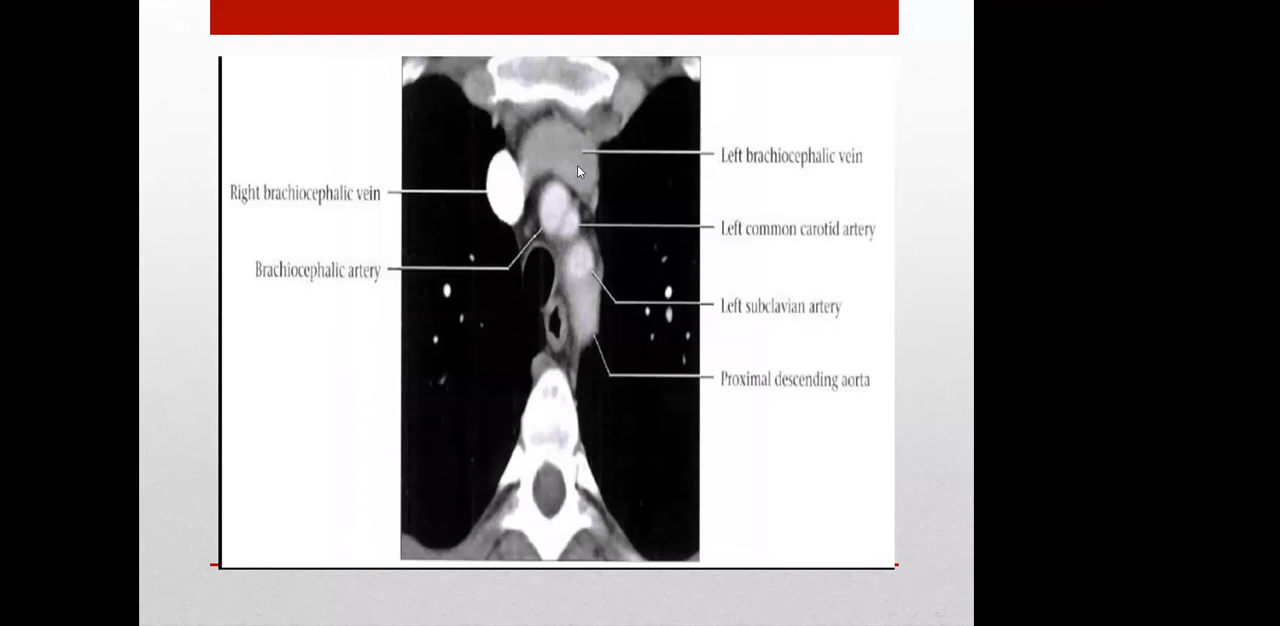 Left brachiocephalic vein
Right brachiocephalic vein
Left common carotid artery
Brachiocephalic artery
Left subclavian artery
Proximal descending aorta